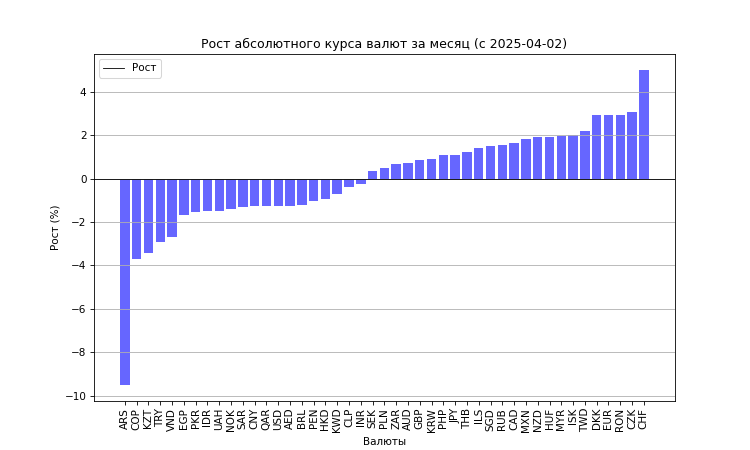 Рост абсолютного курса валют за месяц (с 2025-04-02)
Рост
4
2
0
−2
−4
−6
−8
−10
Рост (%)
ARS COP KZT TRY VND EGP PKR IDR UAH NOK SAR CNY QAR USD AED BRL PEN HKD KWD CLP INR SEK PLN ZAR AUD GBP KRW PHP JPY THB ILS SGD RUB CAD MXN NZD HUF MYR ISK TWD DKK EUR RON CZK CHF
Валюты